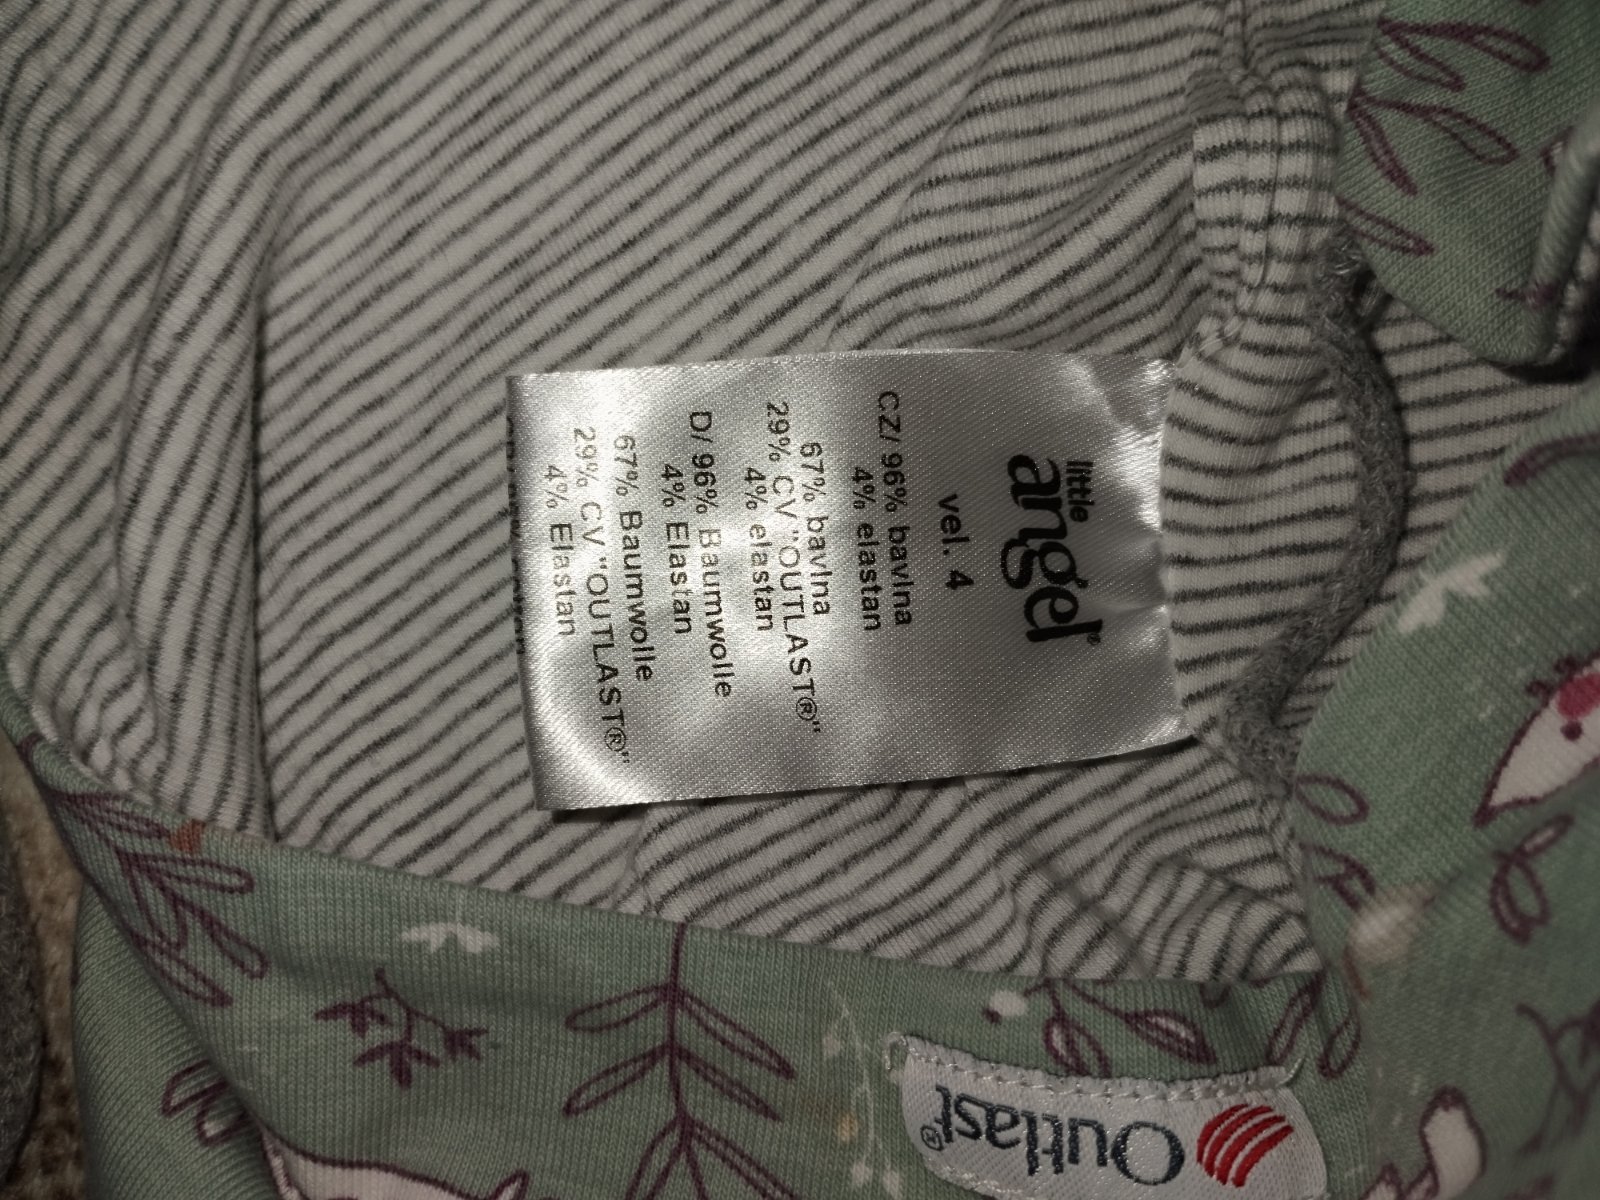 little
angel®
vel. 4
CZ/ 96% bavlna
4% elastan
67% bavlna
29% CV "OUTLAST®"
4% elastan
D/ 96% Baumwolle
4% Elastan
67% Baumwolle
29% CV "OUTLAST®"
4% Elastan
Outlast®